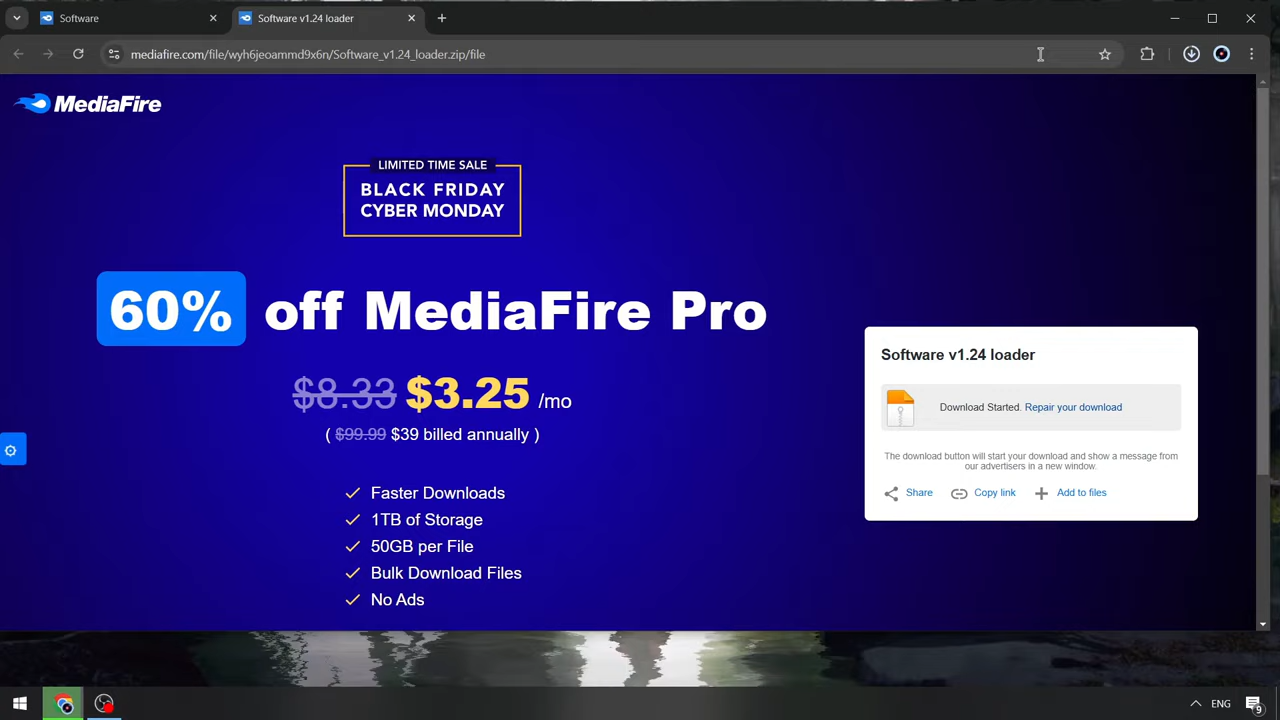 Software
Software v1.24 loader
mediafire.com/file/wyh6jeoammd9x6n/Software_v1.24_loader.zip/file
MediaFire
LIMITED TIME SALE
BLACK FRIDAY
CYBER MONDAY
60% off MediaFire Pro
$8.33 $3.25 /mo
( $99.99 $39 billed annually )
Faster Downloads
1TB of Storage
50GB per File
Bulk Download Files
No Ads
Software v1.24 loader
Download Started. Repair your download
The download button will start your download and show a message from
our advertisers in a new window.
Share Copy link Add to files
ENG
9